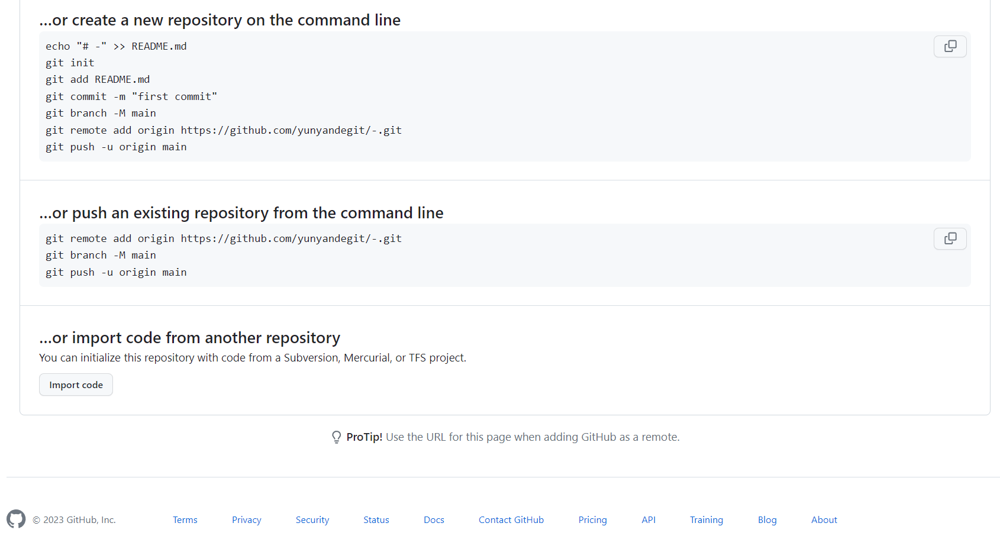 ...or create a new repository on the command line
echo "# -" >> README.md
git init
git add README.md
git commit -m "first commit"
git branch -M main
git remote add origin https://github.com/yunyandegit/-.git
git push -u origin main
...or push an existing repository from the command line
git remote add origin https://github.com/yunyandegit/-.git
git branch -M main
git push -u origin main
...or import code from another repository
You can initialize this repository with code from a Subversion, Mercurial, or TFS project.
Import code
ProTip! Use the URL for this page when adding GitHub as a remote.
© 2023 GitHub, Inc. Terms Privacy Security Status Docs Contact GitHub Pricing API Training Blog About